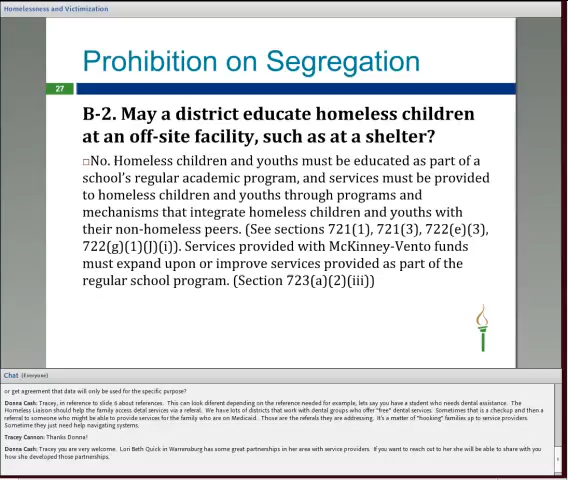 Homelessness and Victimization
Prohibition on Segregation
27
B-2. May a district educate homeless children
at an off-site facility, such as at a shelter?
□No. Homeless children and youths must be educated as part of a
school's regular academic program, and services must be provided
to homeless children and youths through programs and
mechanisms that integrate homeless children and youths with
their non-homeless peers. (See sections 721(1), 721(3), 722(e)(3),
722(g)(1)(J)(i)). Services provided with McKinney-Vento funds
must expand upon or improve services provided as part of the
regular school program. (Section 723(a)(2)(iii))
Chat (Everyone)
or get agreement that data will only be used for the specific purpose?
Donna Cash: Tracey, in reference to slide 6 about references. This can look diferent depending on the reference needed for example, lets say you have a student who needs dental assistance. The
Homeless Liaison should help the family access detal services via a referal. We have lots of districts that work with dental groups who offer "free" dental services. Sometimes that is a checkup and then a
referral to someone who might be able to provide services for the family who are on Medicaid. Those are the referals they are addressing. It's a matter of "hooking" families up to service providers.
Sometime they just need help navigating systems.
Tracey Cannon: Thanks Donna!
Donna Cash: Tracey you are very welcome. Lori Beth Quick in Warrensburg has some great partnerships in her area with service providers. If you want to reach out to her she will be able to share with you
how she developed those partnerships.